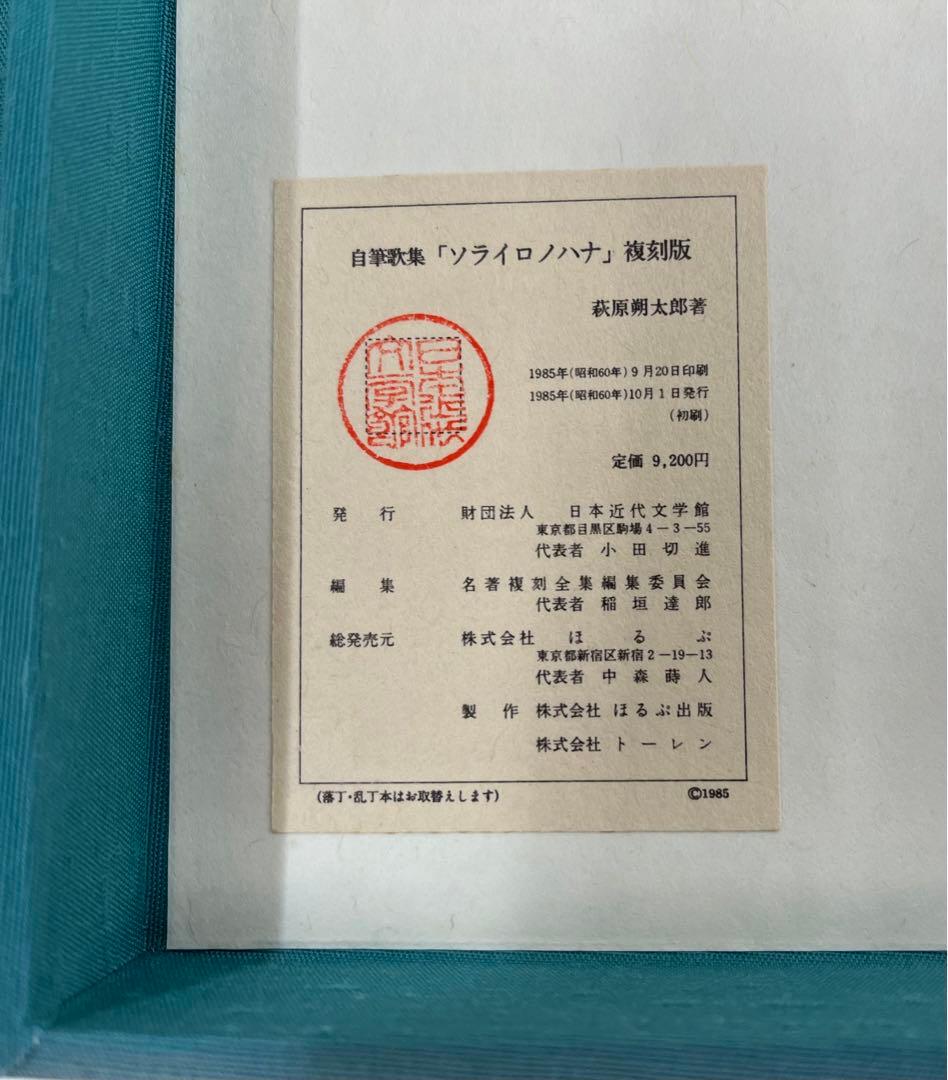 自筆歌集「ソライロノハナ」複刻版
萩原朔太郎著
1985年(昭和60年)9月20日印刷
1985年(昭和60年)10月1日発行
(初刷)
定価 9,200円
発行 財団法人 日本近代文学館
東京都目黒区駒場4-3-55
代表者 小田切進
編集 名著複刻全集編集委員会
代表者 稲垣達郎
総発売元 株式会社 ほるぷ
東京都新宿区新宿2-19-13
代表者 中森蒔人
製作 株式会社 ほるぷ出版
株式会社 トーレン
(落丁・乱丁本はお取替えします)
©1985